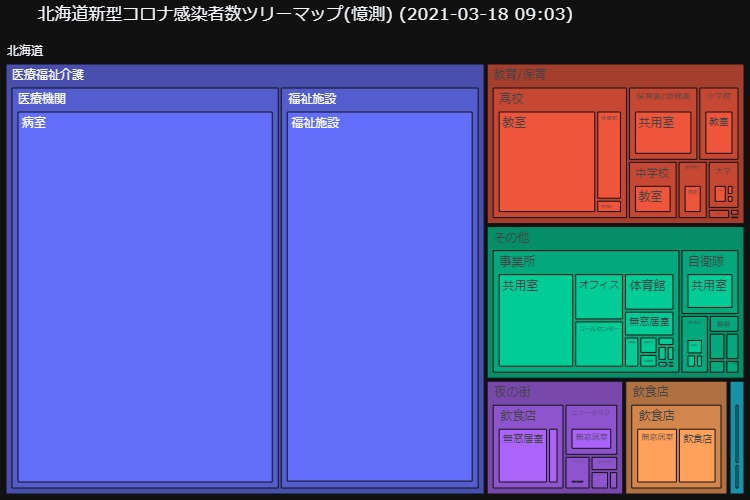 北海道新型コロナ感染者数ツリーマップ(憶測) (2021-03-18 09:03)
北海道
医療福祉介護
医療機関
病室
福祉施設
福祉施設
教育/保育
高校
教室
体育館
保育園/幼稚園
共用室
小学校
教室
中学校
教室
大学
その他
事業所
共用室
オフィス
コールセンター
体育館
無窓居室
自衛隊
共用室
警察
夜の街
飲食店
無窓居室
ニュークラブ
無窓居室
飲食店
飲食店
無窓居室
飲食店